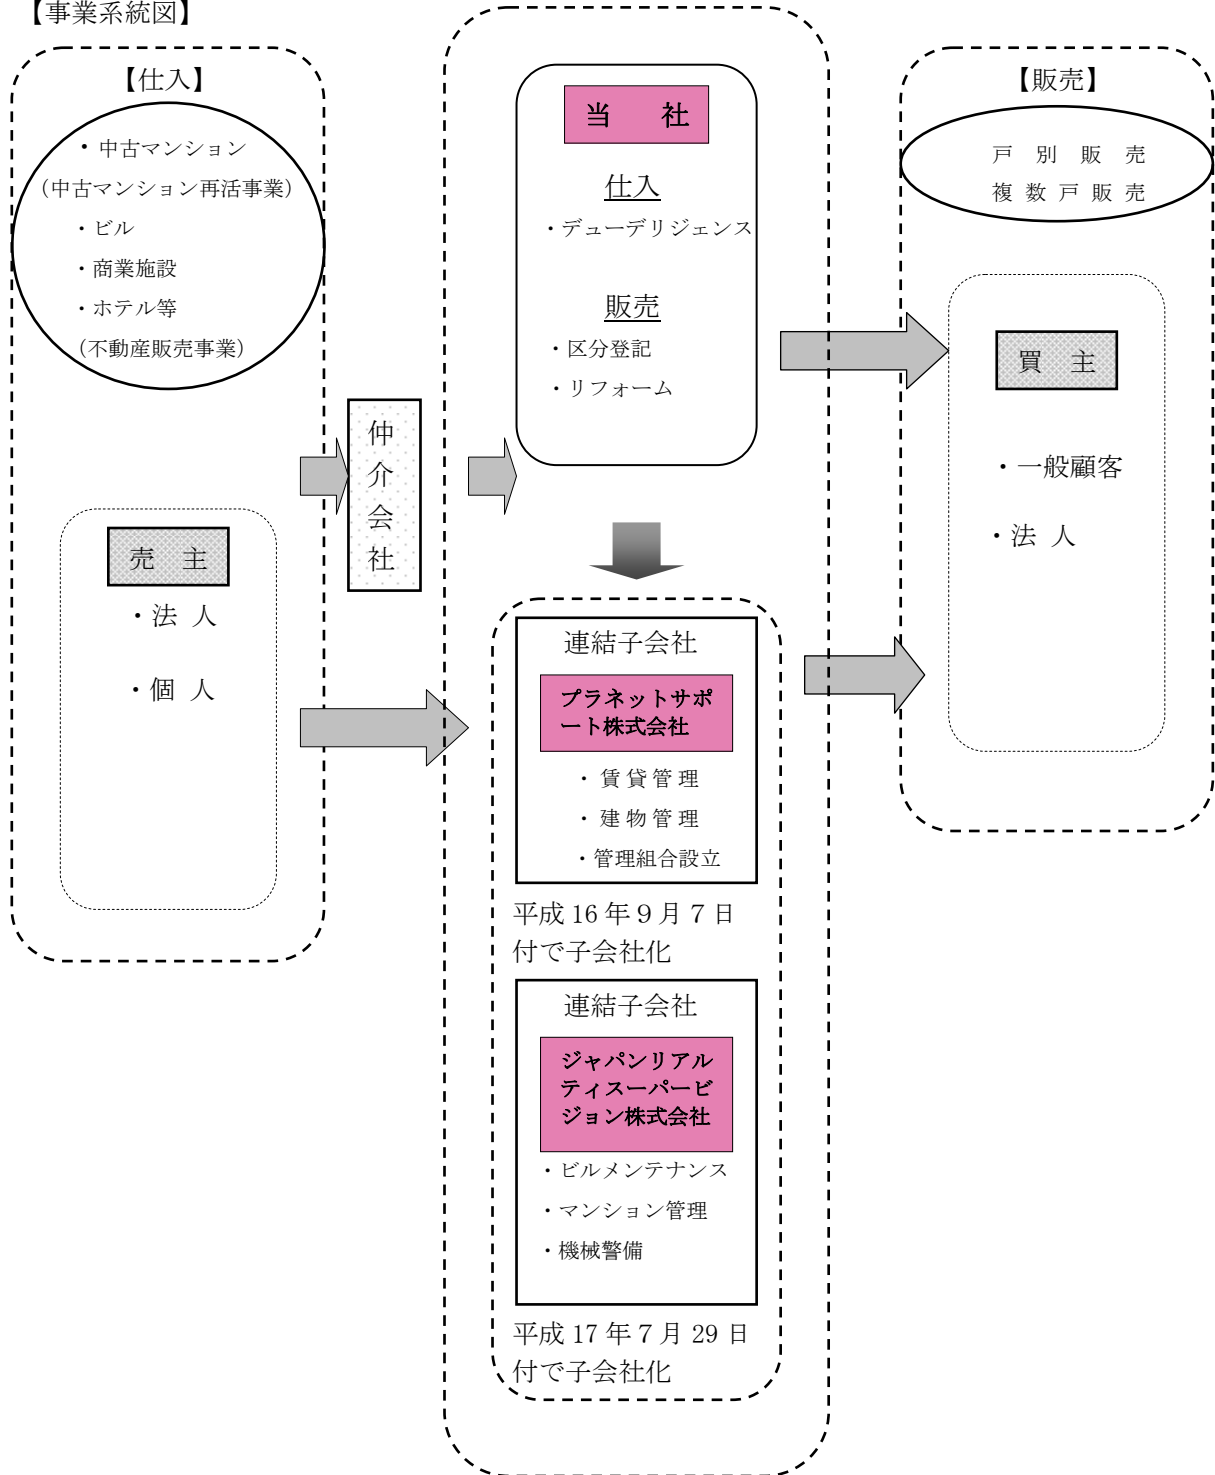 【事業系統図】
【仕入】
・中古マンション
(中古マンション再活事業)
・ビル
・商業施設
・ホテル等
(不動産販売事業)
売　主
・法 人
・個 人
仲
介
会
社
当　社
仕入
・デューデリジェンス
販売
・区分登記
・リフォーム
連結子会社
プラネットサポ
ート株式会社
・賃貸管理
・建物管理
・管理組合設立
平成 16 年９月７日
付で子会社化
連結子会社
ジャパンリアル
ティスーパービ
ジョン株式会社
・ビルメンテナンス
・マンション管理
・機械警備
平成 17 年７月 29 日
付で子会社化
【販売】
戸 別 販 売
複 数 戸 販 売
買　主
・一般顧客
・法 人